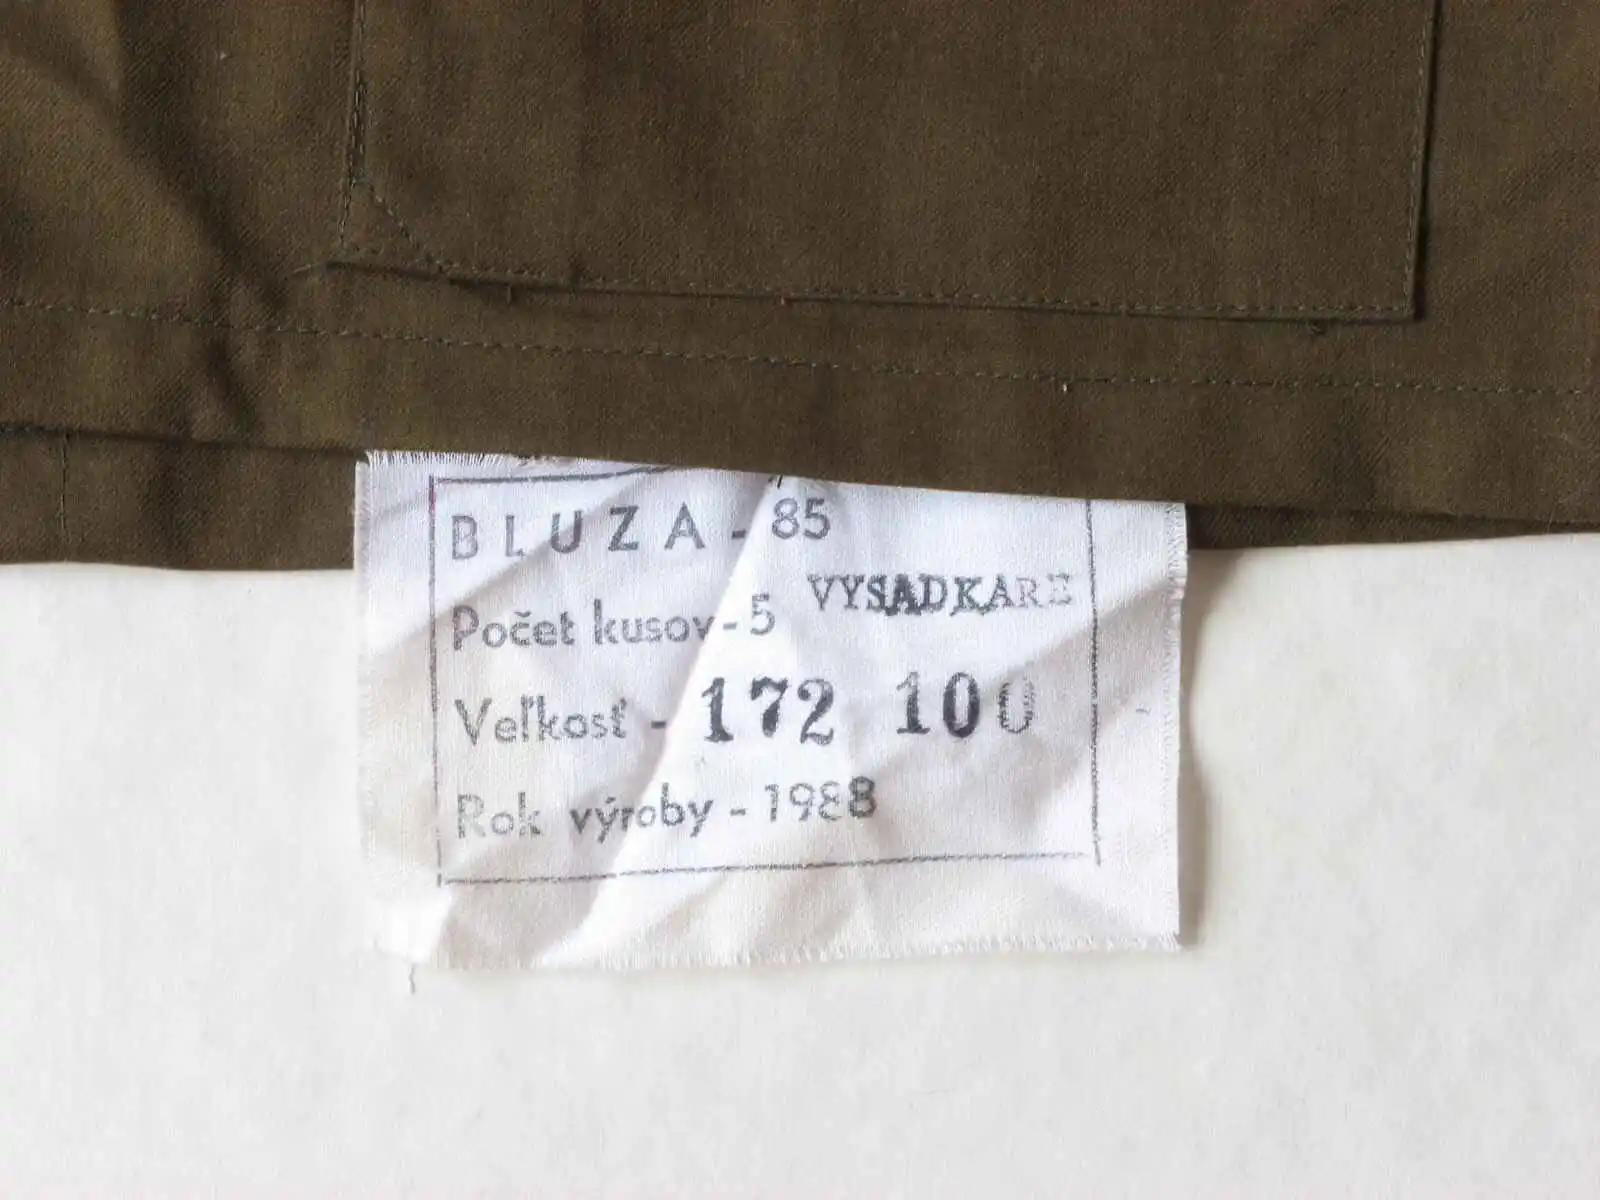 BLUZA - 85
VYSADKARE
Počet kusov - 5
Veľkosť - 172 100
Rok výroby - 1988